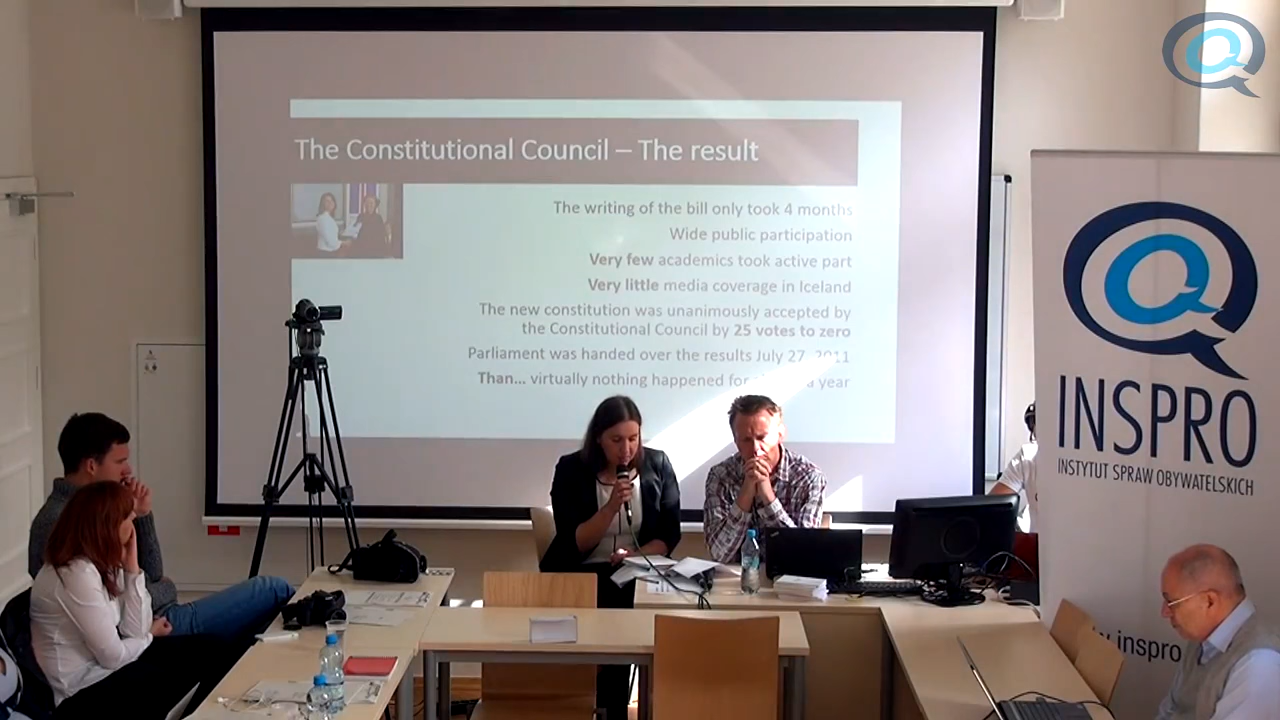 The Constitutional Council – The result
The writing of the bill only took 4 months
Wide public participation
Very few academics took active part
Very little media coverage in Iceland
The new constitution was unanimously accepted by
the Constitutional Council by 25 votes to zero
Parliament was handed over the results July 27, 2011
Than... virtually nothing happened for a year
INSPRO
INSTYTUT SPRAW OBYWATELSKICH
inspro